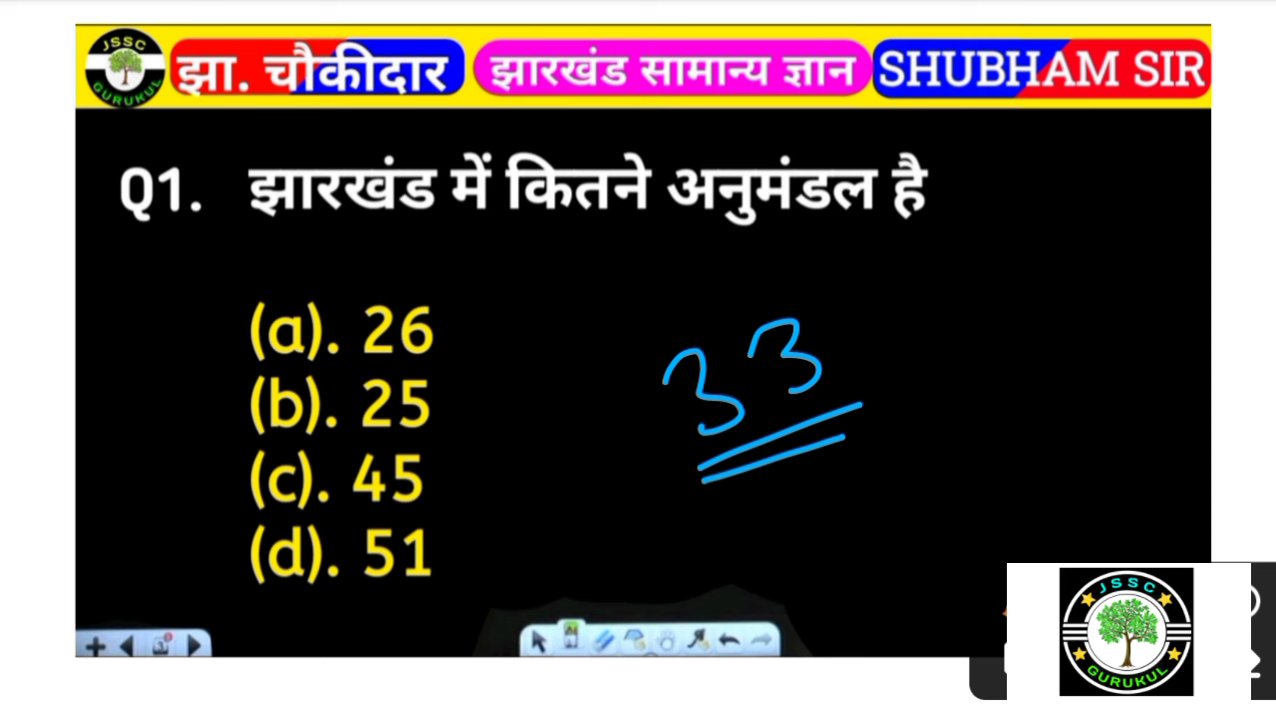 JSSC GURUKUL
झा. चौकीदार
झारखंड सामान्य ज्ञान
SHUBHAM SIR
Q1. झारखंड में कितने अनुमंडल है
(a). 26
(b). 25
(c). 45
(d). 51
33
JSSC
GURUKUL